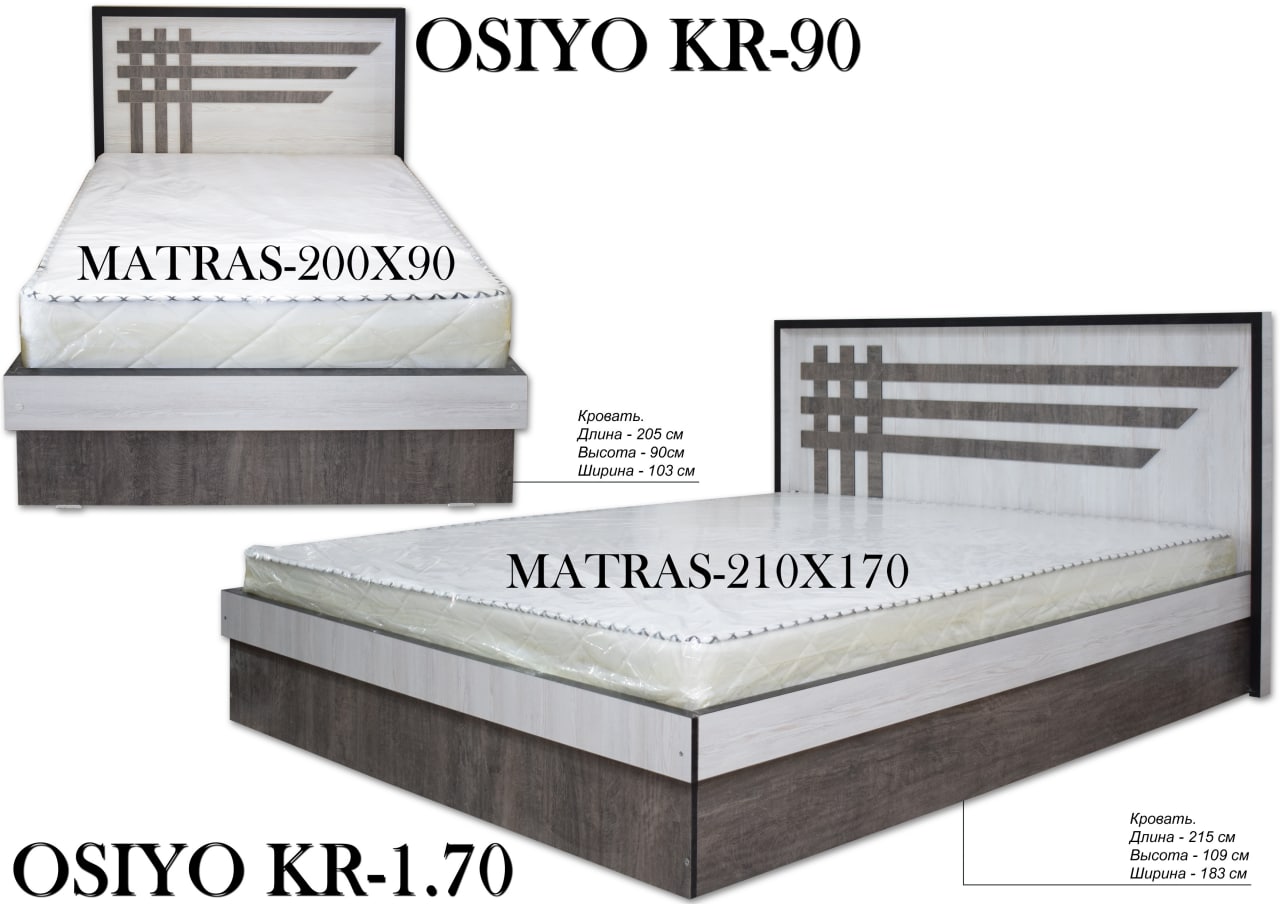 OSIYO KR-90
MATRAS-200X90
Кровать.
Длина - 205 см
Высота - 90см
Ширина - 103 см
MATRAS-210X170
Кровать.
Длина - 215 см
Высота - 109 см
Ширина - 183 см
OSIYO KR-1.70